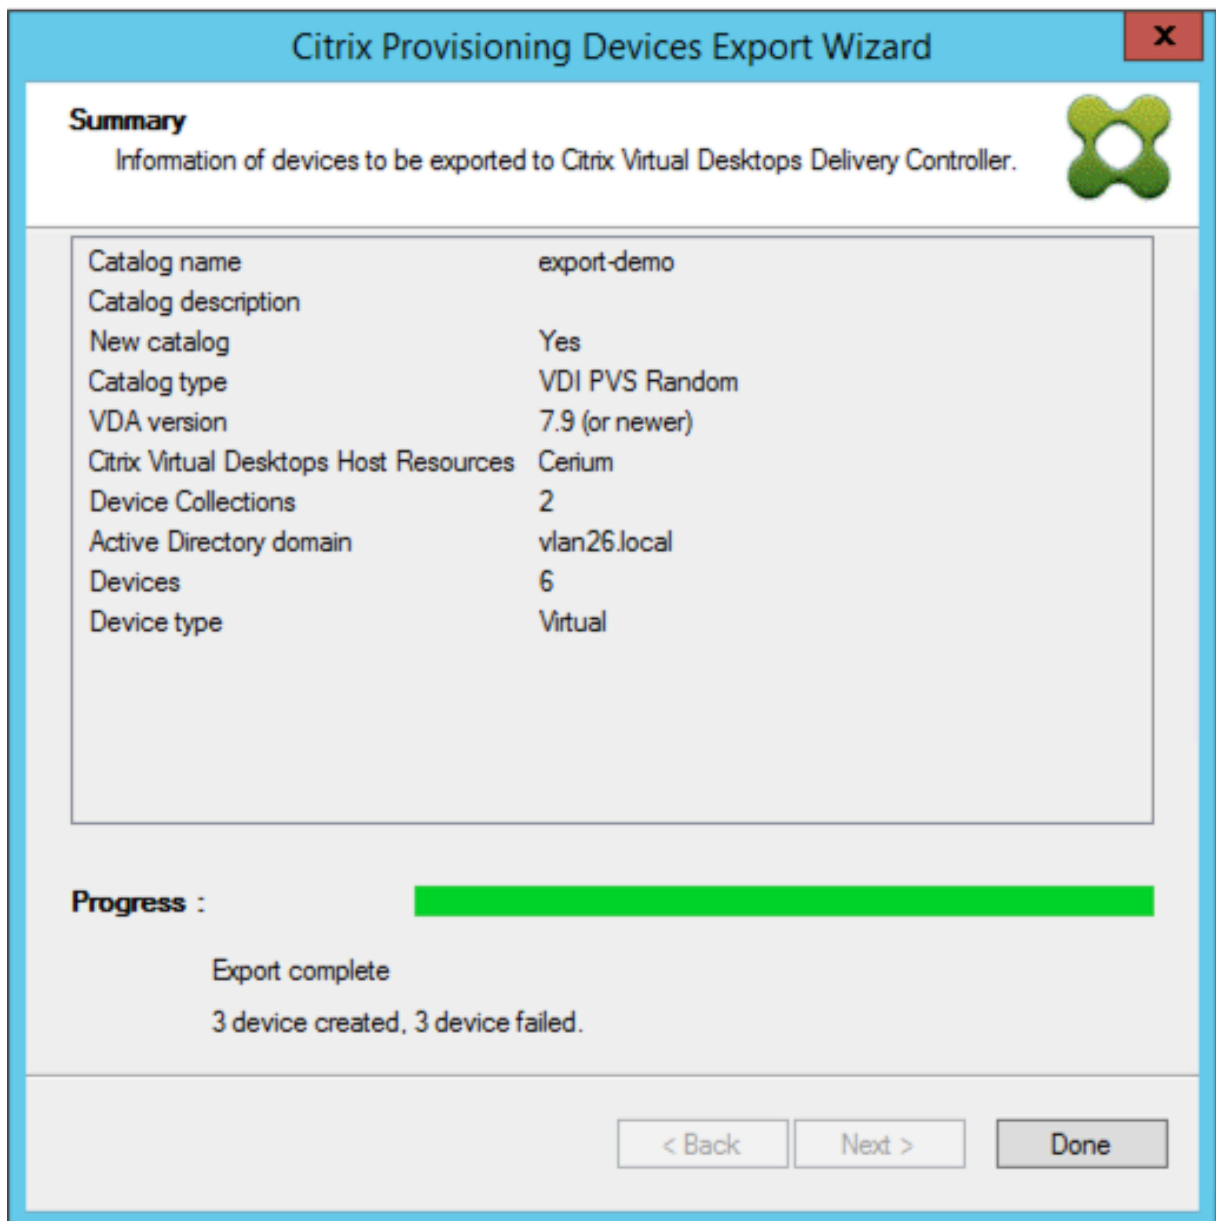 Citrix Provisioning Devices Export Wizard
x
Summary
Information of devices to be exported to Citrix Virtual Desktops Delivery Controller.
Catalog name export-demo
Catalog description
New catalog Yes
Catalog type VDI PVS Random
VDA version 7.9 (or newer)
Citrix Virtual Desktops Host Resources Cerium
Device Collections 2
Active Directory domain vlan26.local
Devices 6
Device type Virtual
Progress :
Export complete
3 device created, 3 device failed.
< Back Next > Done